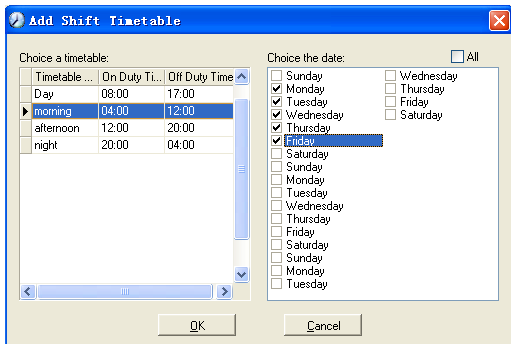 Add Shift Timetable
Choice a timetable:
Timetable ... On Duty Ti... Off Duty Time
Day 08:00 17:00
morning 04:00 12:00
afternoon 12:00 20:00
night 20:00 04:00
Choice the date:
All
Sunday
Monday
Tuesday
Wednesday
Thursday
Friday
Saturday
Sunday
Monday
Tuesday
Wednesday
Thursday
Friday
Saturday
Sunday
Monday
Tuesday
Wednesday
Thursday
Friday
Saturday
OK
Cancel